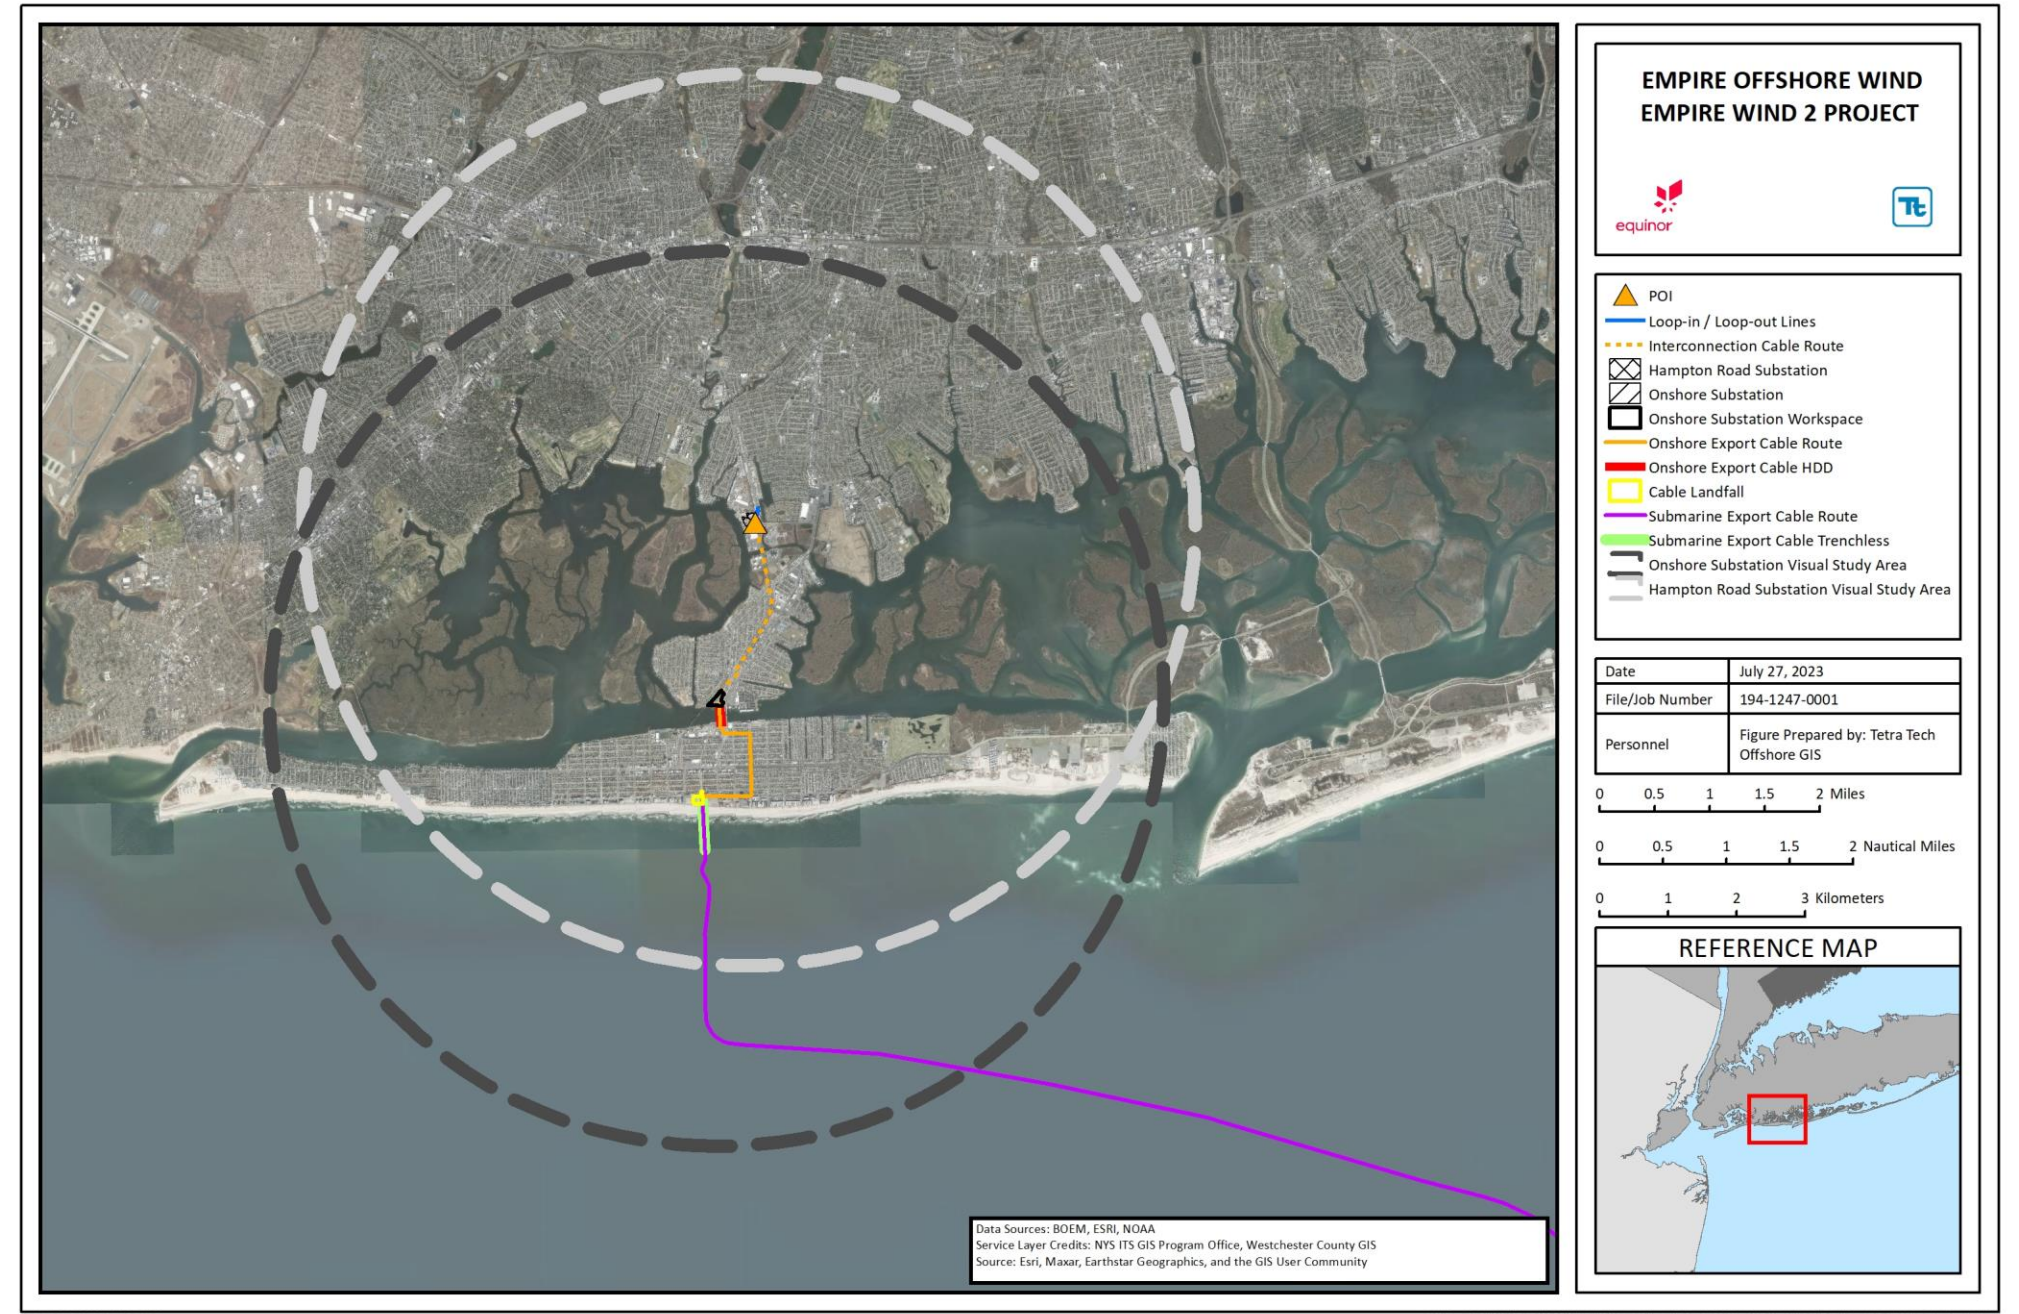 EMPIRE OFFSHORE WIND
EMPIRE WIND 2 PROJECT
equinor
Tt
POI
Loop-in / Loop-out Lines
Interconnection Cable Route
Hampton Road Substation
Onshore Substation
Onshore Substation Workspace
Onshore Export Cable Route
Onshore Export Cable HDD
Cable Landfall
Submarine Export Cable Route
Submarine Export Cable Trenchless
Onshore Substation Visual Study Area
Hampton Road Substation Visual Study Area
Date July 27, 2023
File/Job Number 194-1247-0001
Personnel Figure Prepared by: Tetra Tech
Offshore GIS
0 0.5 1 1.5 2 Miles
0 0.5 1 1.5 2 Nautical Miles
0 1 2 3 Kilometers
REFERENCE MAP
Data Sources: BOEM, ESRI, NOAA
Service Layer Credits: NYS ITS GIS Program Office, Westchester County GIS
Source: Esri, Maxar, Earthstar Geographics, and the GIS User Community